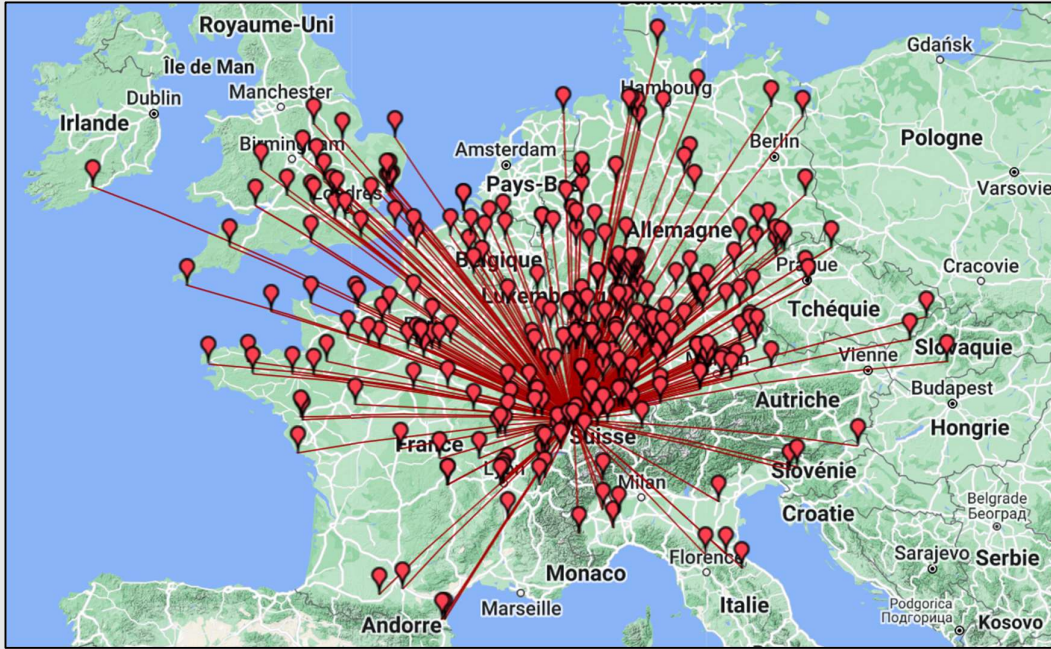 Royaume-Uni
Gdańsk
Île de Man
Hambourg
Manchester
Dublin
Irlande
Pologne
Birmingham
Amsterdam
Berlin
Pays-B
Varsovie
Londres
Allemagne
Belgique
Prague
Cracovie
Luxembourg
Tchéquie
Slovaquie
Vienne
Budapest
Autriche
Hongrie
Suisse
France
Lyon
Slovénie
Milan
Belgrade
Београд
Croatie
Florence
Sarajevo
Serbie
Monaco
Marseille
Italie
Podgorica
Подгорица
Andorre
Kosovo